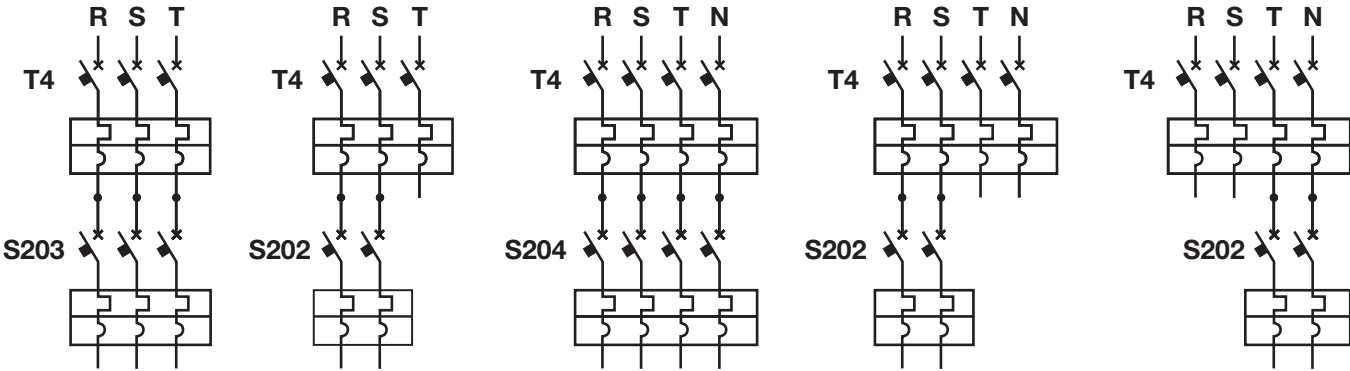 R S T R S T R S T N R S T N R S T N
T4 T4 T4 T4 T4
S203 S202 S204 S202 S202